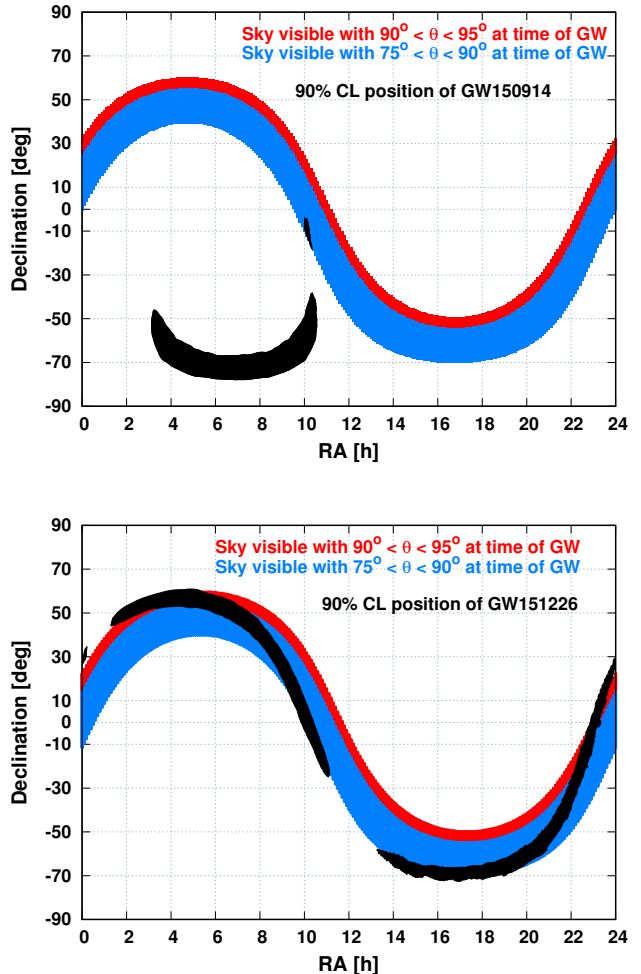 90
70
50
30
10
0
-10
-30
-50
-70
-90
Declination [deg]
Sky visible with 90° < θ < 95° at time of GW
Sky visible with 75° < θ < 90° at time of GW
90% CL position of GW150914
0 2 4 6 8 10 12 14 16 18 20 22 24
RA [h]
90
70
50
30
10
0
-10
-30
-50
-70
-90
Declination [deg]
Sky visible with 90° < θ < 95° at time of GW
Sky visible with 75° < θ < 90° at time of GW
90% CL position of GW151226
0 2 4 6 8 10 12 14 16 18 20 22 24
RA [h]